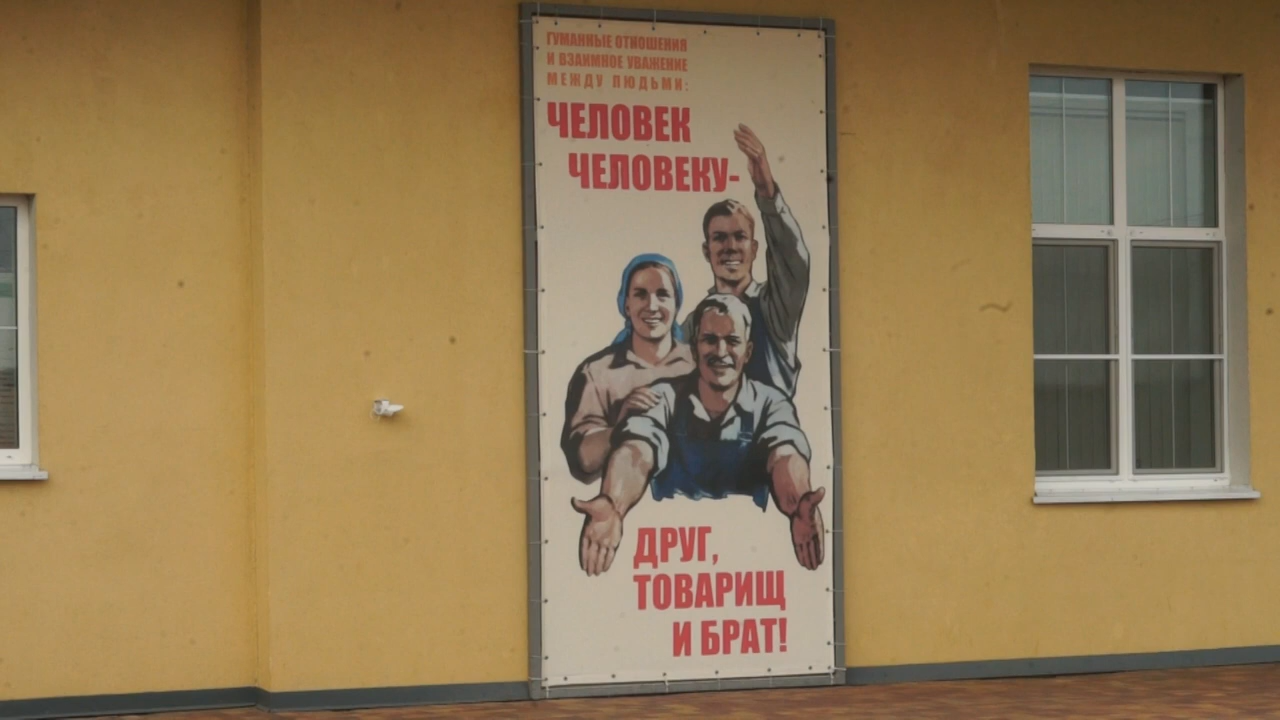 ГУМАННЫЕ ОТНОШЕНИЯ
И ВЗАИМНОЕ УВАЖЕНИЕ
МЕЖДУ ЛЮДЬМИ:
ЧЕЛОВЕК
ЧЕЛОВЕКУ-
ДРУГ,
ТОВАРИЩ
И БРАТ!